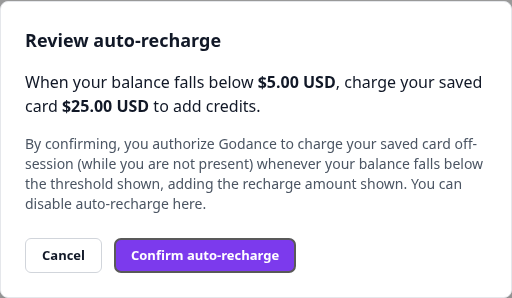 Review auto-recharge
When your balance falls below $5.00 USD, charge your saved
card $25.00 USD to add credits.
By confirming, you authorize Godance to charge your saved card off-
session (while you are not present) whenever your balance falls below
the threshold shown, adding the recharge amount shown. You can
disable auto-recharge here.
Cancel
Confirm auto-recharge